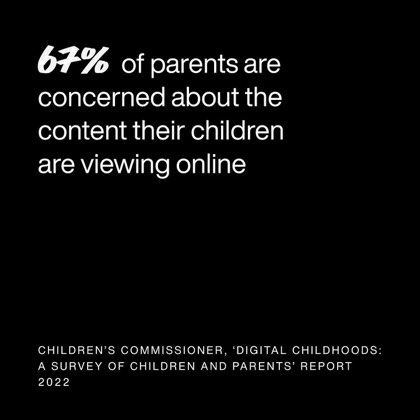 67% of parents are
concerned about the
content their children
are viewing online
CHILDREN'S COMMISSIONER, ‘DIGITAL CHILDHOODS:
A SURVEY OF CHILDREN AND PARENTS’ REPORT
2022